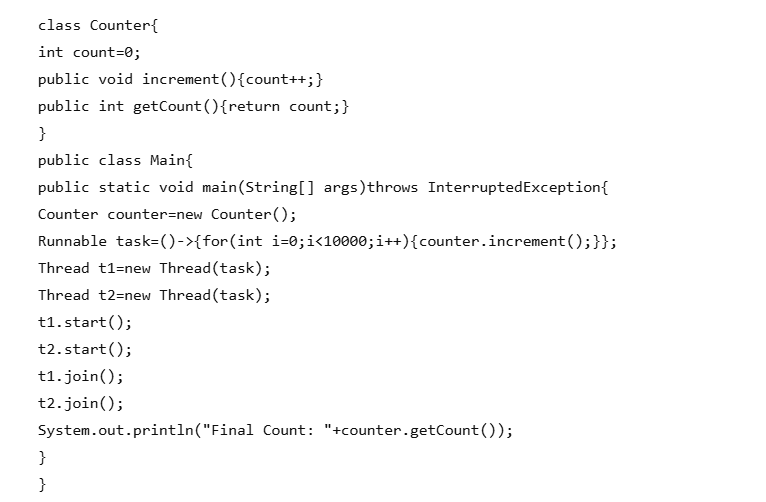 class Counter{
int count=0;
public void increment(){count++;}
public int getCount(){return count;}
}
public class Main{
public static void main(String[] args)throws InterruptedException{
Counter counter=new Counter();
Runnable task=()->{for(int i=0;i<10000;i++){counter.increment();}};
Thread t1=new Thread(task);
Thread t2=new Thread(task);
t1.start();
t2.start();
t1.join();
t2.join();
System.out.println("Final Count: "+counter.getCount());
}
}